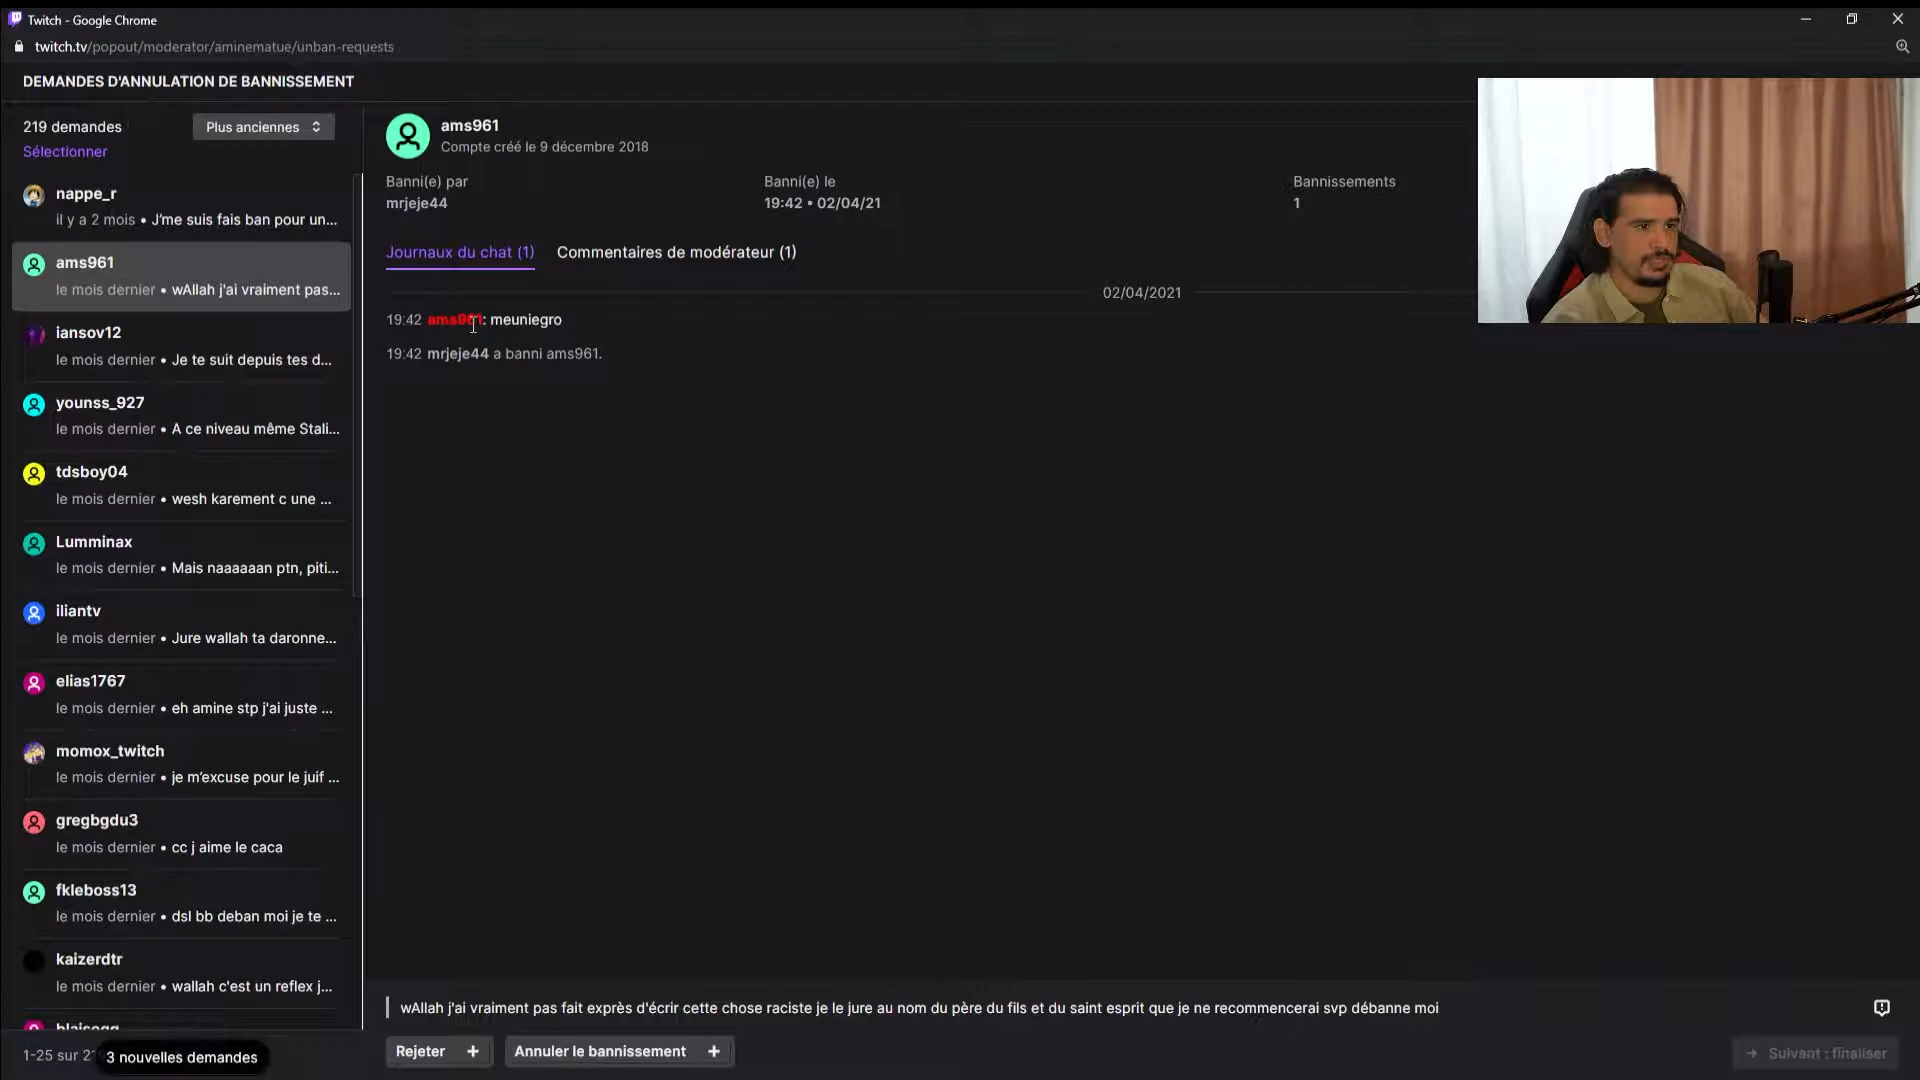 Twitch - Google Chrome
twitch.tv/popout/moderator/aminematue/unban-requests
DEMANDES D'ANNULATION DE BANNISSEMENT
219 demandes
Plus anciennes
Sélectionner
nappe_r
il y a 2 mois • J'me suis fais ban pour un...
ams961
le mois dernier • wAllah j'ai vraiment pas...
iansov12
le mois dernier • Je te suit depuis tes d...
younss_927
le mois dernier • A ce niveau même Stali...
tdsboy04
le mois dernier • wesh karement c une ...
Lumminax
le mois dernier • Mais naaaaaan ptn, piti...
iliantv
le mois dernier • Jure wallah ta daronne...
elias1767
le mois dernier • eh amine stp j'ai juste ...
momox_twitch
le mois dernier • je m'excuse pour le juif ...
gregbgdu3
le mois dernier • cc j aime le caca
fkleboss13
le mois dernier • dsl bb deban moi je te ...
kaizerdtr
le mois dernier • wallah c'est un reflex j...
1-25 sur
3 nouvelles demandes
ams961
Compte créé le 9 décembre 2018
Banni(e) par
mrjeje44
Banni(e) le
19:42 • 02/04/21
Bannissements
1
Journaux du chat (1)
Commentaires de modérateur (1)
02/04/2021
19:42 ams961: meuniegro
19:42 mrjeje44 a banni ams961.
wAllah j'ai vraiment pas fait exprès d'écrir cette chose raciste je le jure au nom du père du fils et du saint esprit que je ne recommencerai svp débanne moi
Rejeter +
Annuler le bannissement +
→ Suivant : finaliser